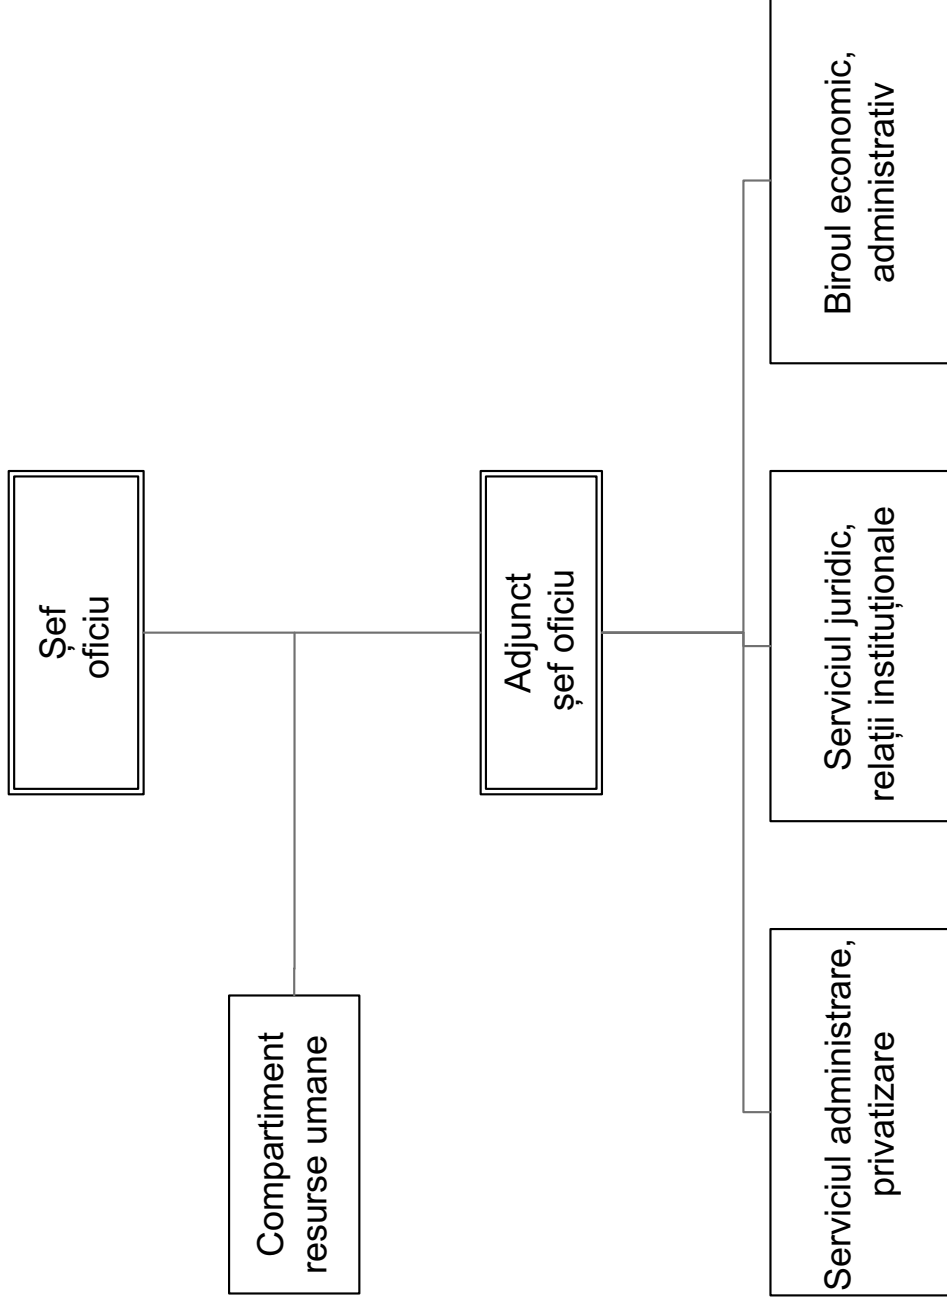 Șef
oficiu
Compartiment
resurse umane
Adjunct
șef oficiu
Serviciul administrare,
privatizare
Serviciul juridic,
relații instituționale
Biroul economic,
administrativ